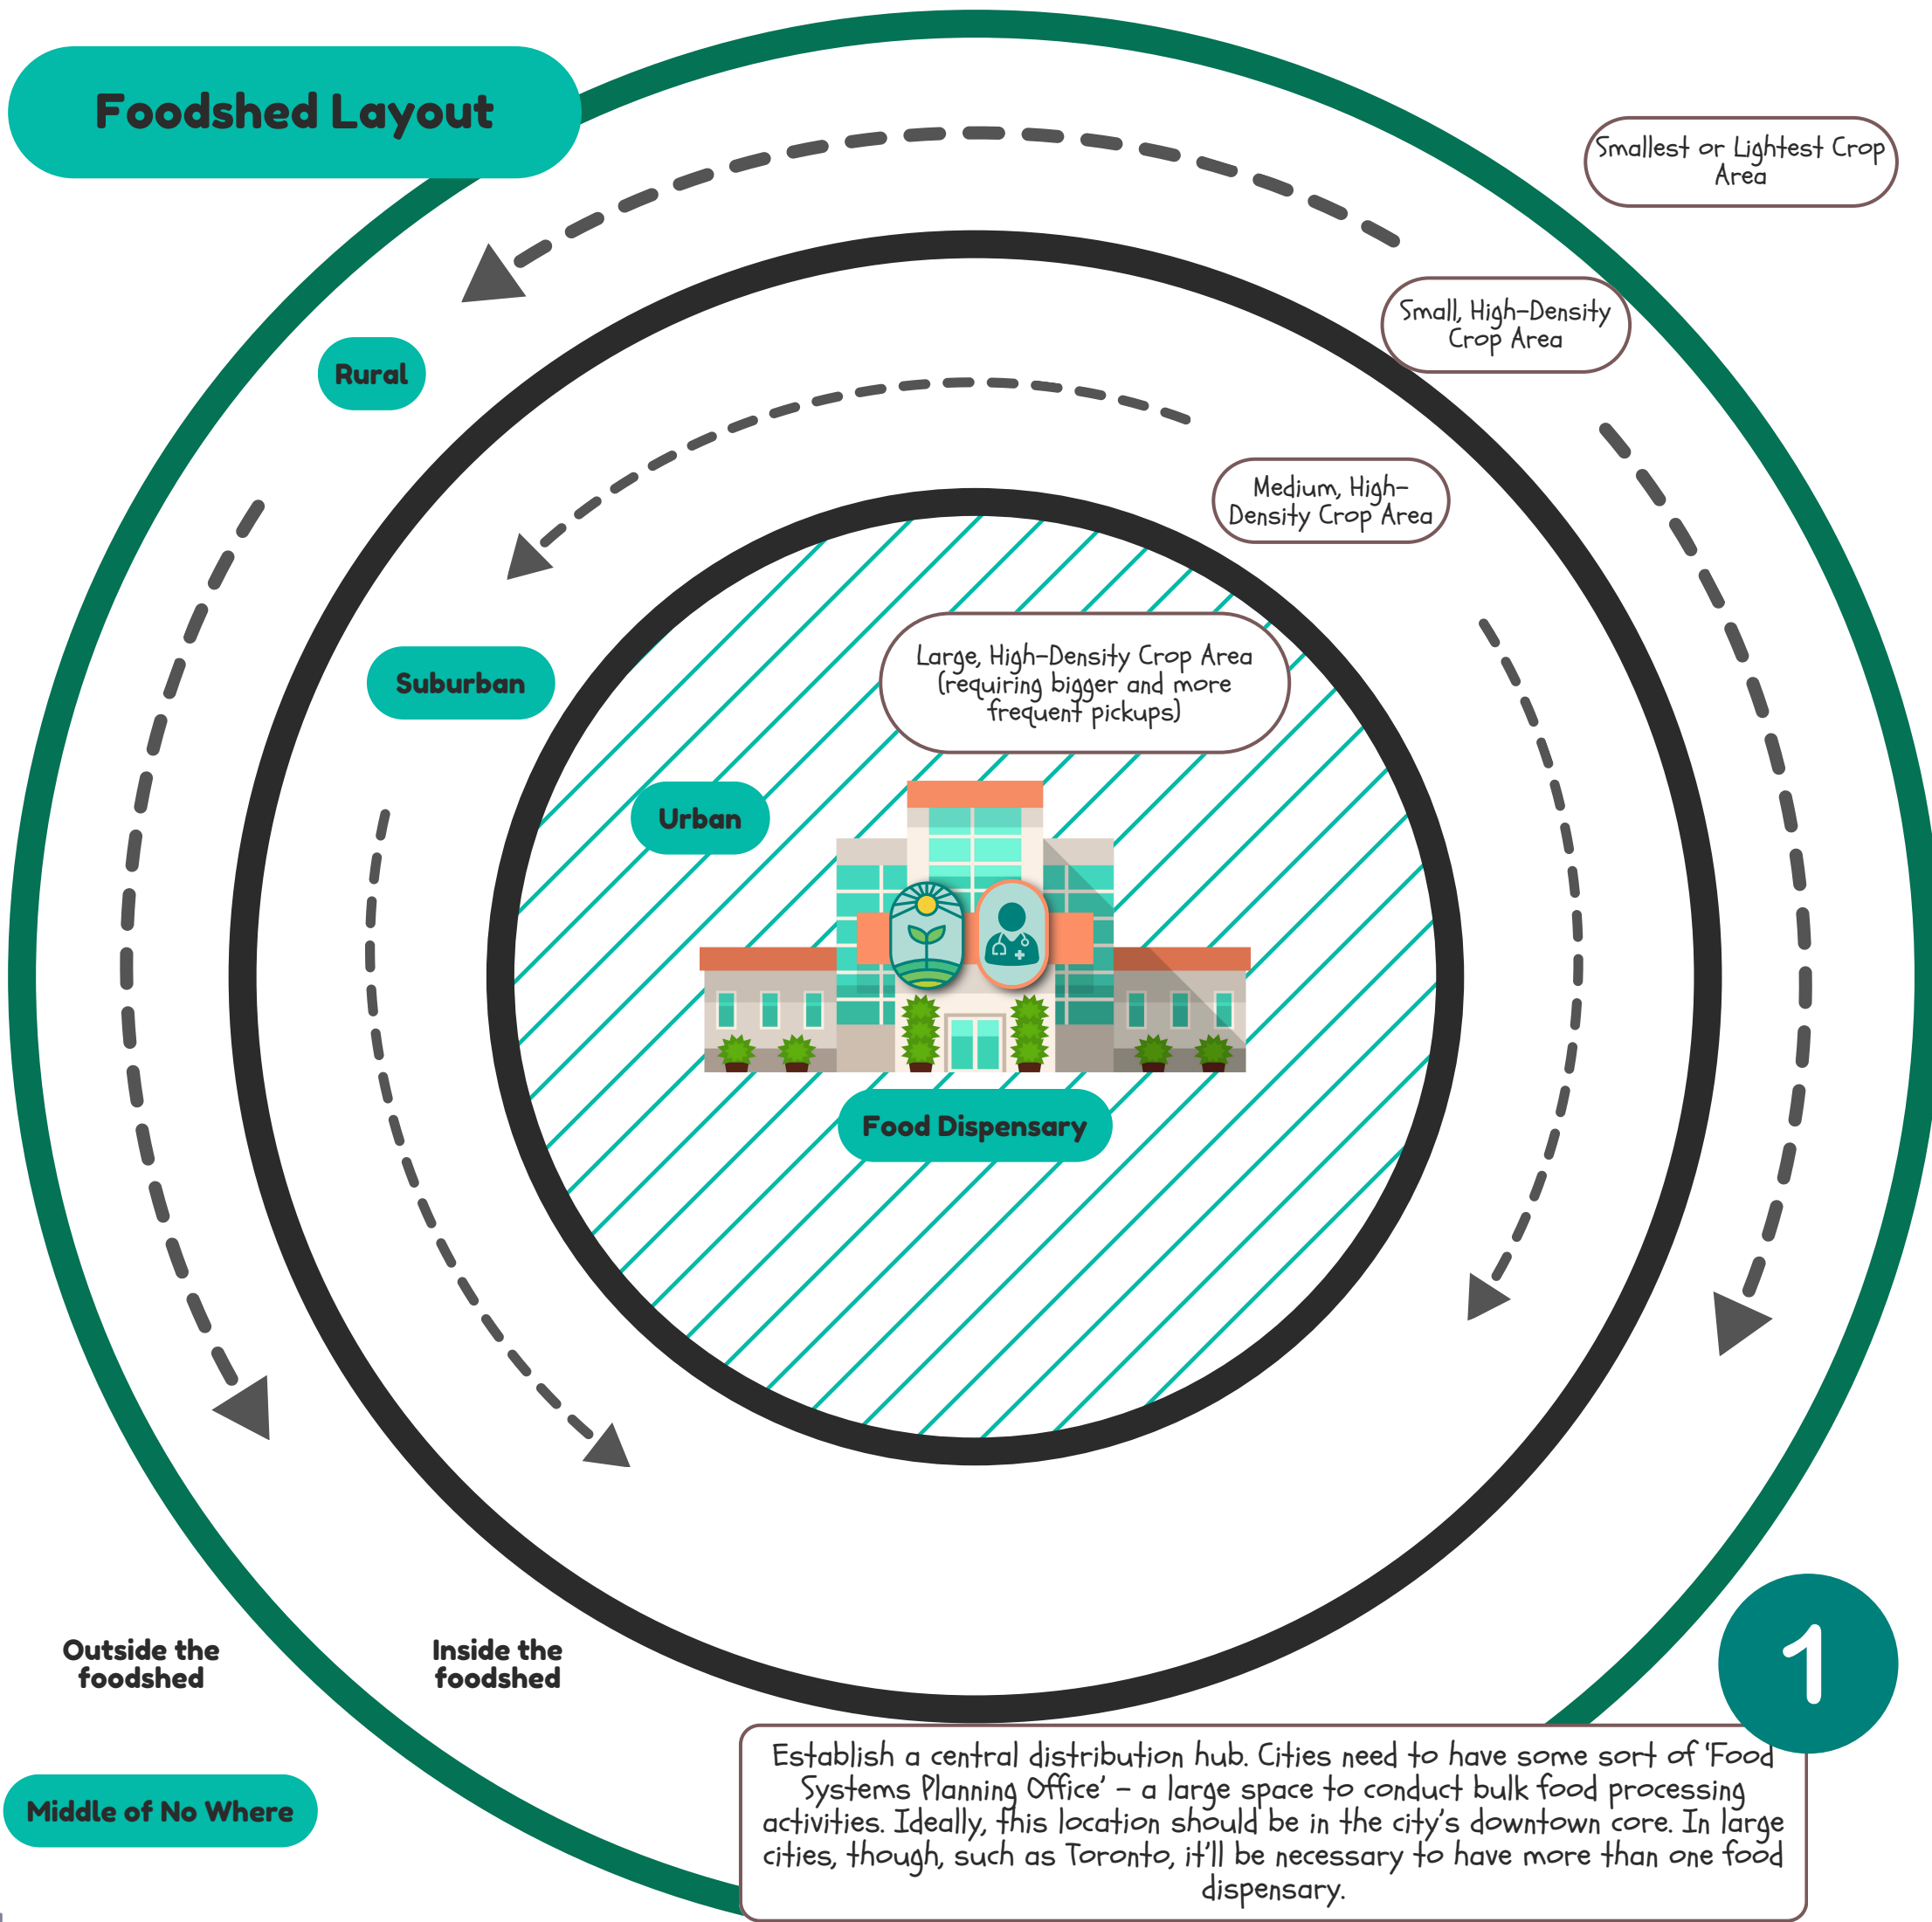 Foodshed Layout
Smallest or Lightest Crop
Area
Small, High-Density
Crop Area
Rural
Medium, High-
Density Crop Area
Large, High-Density Crop Area
(requiring bigger and more
frequent pickups)
Suburban
Urban
Food Dispensary
Outside the
foodshed
Inside the
foodshed
1
Middle of No Where
Establish a central distribution hub. Cities need to have some sort of 'Food
Systems Planning Office' - a large space to conduct bulk food processing
activities. Ideally, this location should be in the city's downtown core. In large
cities, though, such as Toronto, it'll be necessary to have more than one food
dispensary.